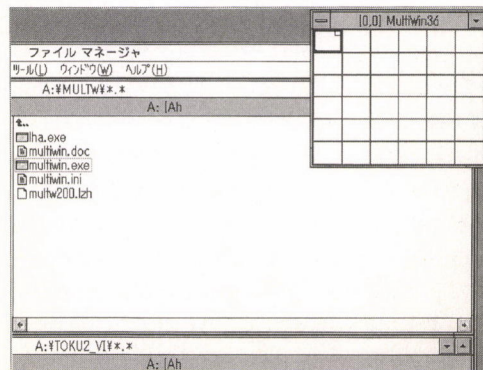 [0,0] MultiWin36
ファイル マネージャ
ツール(L) ウィンドウ(W) ヘルプ(H)
A:¥MULTW¥*.*
A: |Ah
t..
lha.exe
multiwin.doc
multiwin.exe
multiwin.ini
multw200.lzh
A:¥TOKU2_VI¥*.*
A: |Ah